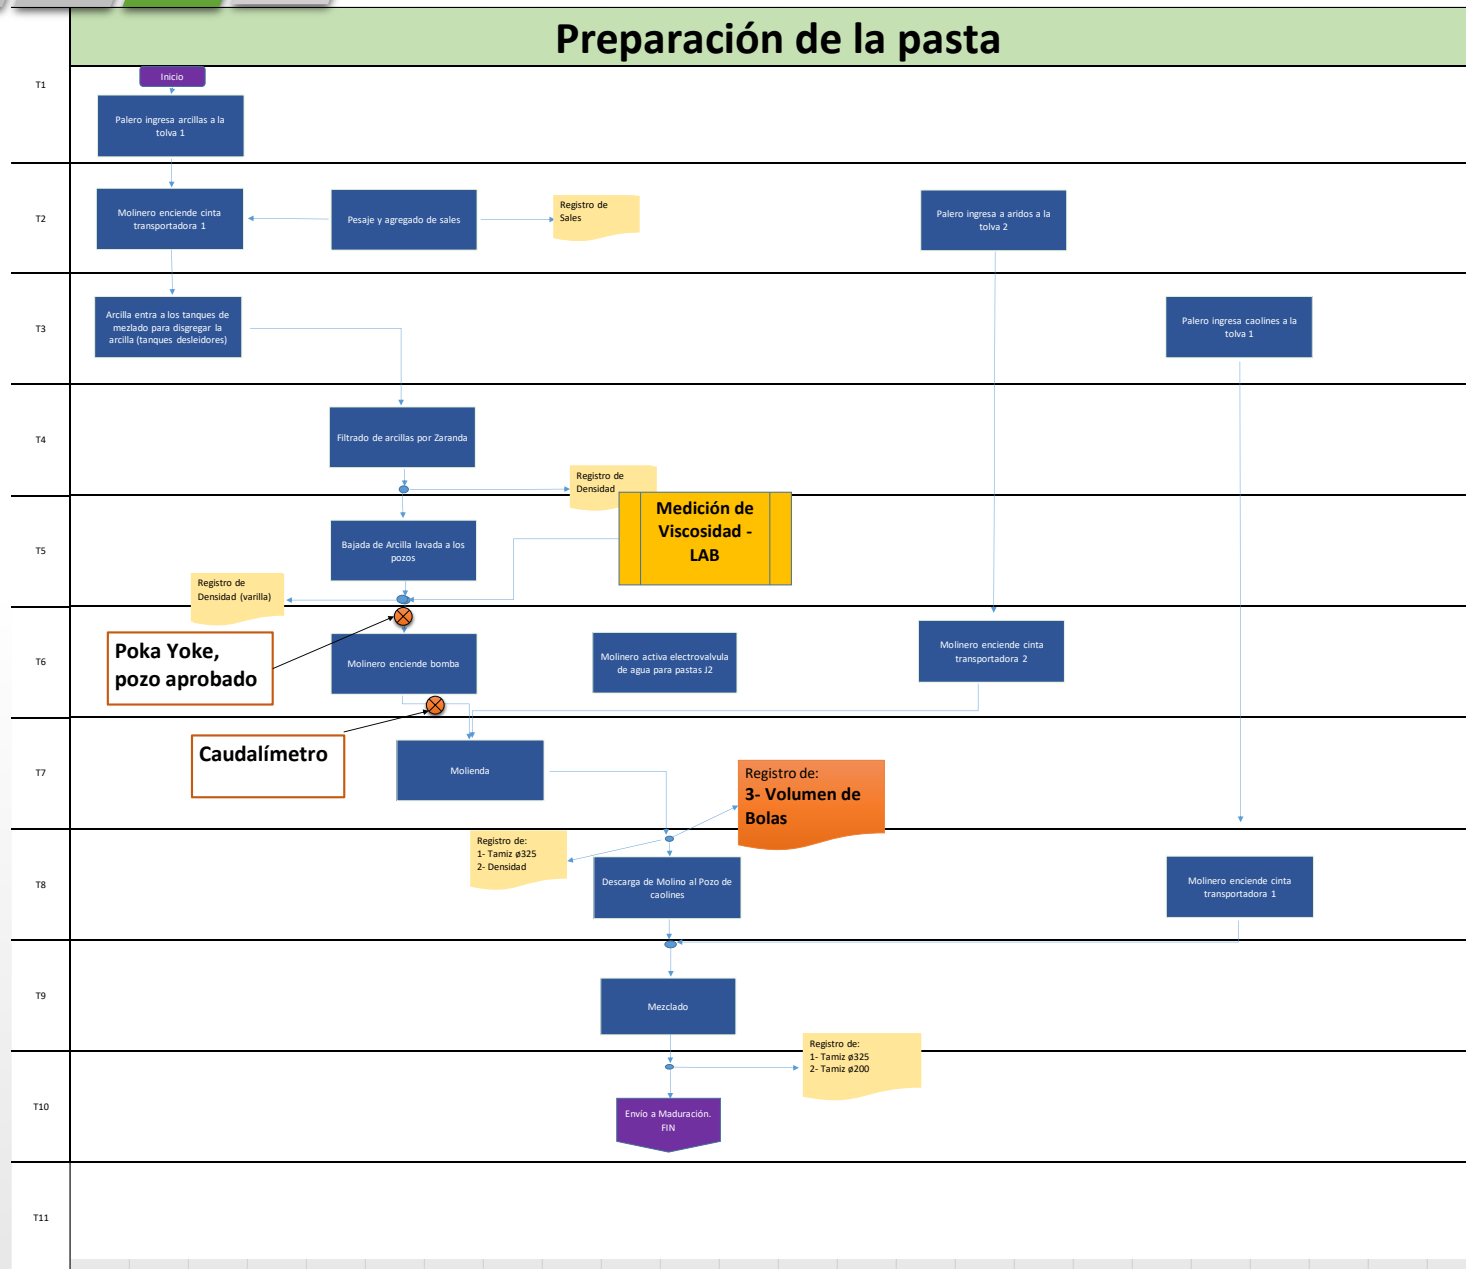 Preparación de la pasta
T1
Inicio
Palero ingresa arcillas a la
tolva 1
T2
Molinero enciende cinta
transportadora 1
Pesaje y agregado de sales
Registro de
Sales
Palero ingresa a aridos a la
tolva 2
T3
Arcilla entra a los tanques de
mezlado para disgregar la
arcilla (tanques desleidores)
Palero ingresa caolines a la
tolva 1
T4
Filtrado de arcillas por Zaranda
Registro de
Densidad
T5
Bajada de Arcilla lavada a los
pozos
Medición de
Viscosidad -
LAB
Registro de
Densidad (varilla)
T6
Poka Yoke,
pozo aprobado
Molinero enciende bomba
Molinero activa electrovalvula
de agua para pastas J2
Molinero enciende cinta
transportadora 2
T7
Caudalímetro
Molienda
Registro de:
3- Volumen de
Bolas
T8
Registro de:
1- Tamiz ø325
2- Densidad
Descarga de Molino al Pozo de
caolines
Molinero enciende cinta
transportadora 1
T9
Mezclado
Registro de:
1- Tamiz ø325
2- Tamiz ø200
T10
Envío a Maduración.
FIN
T11